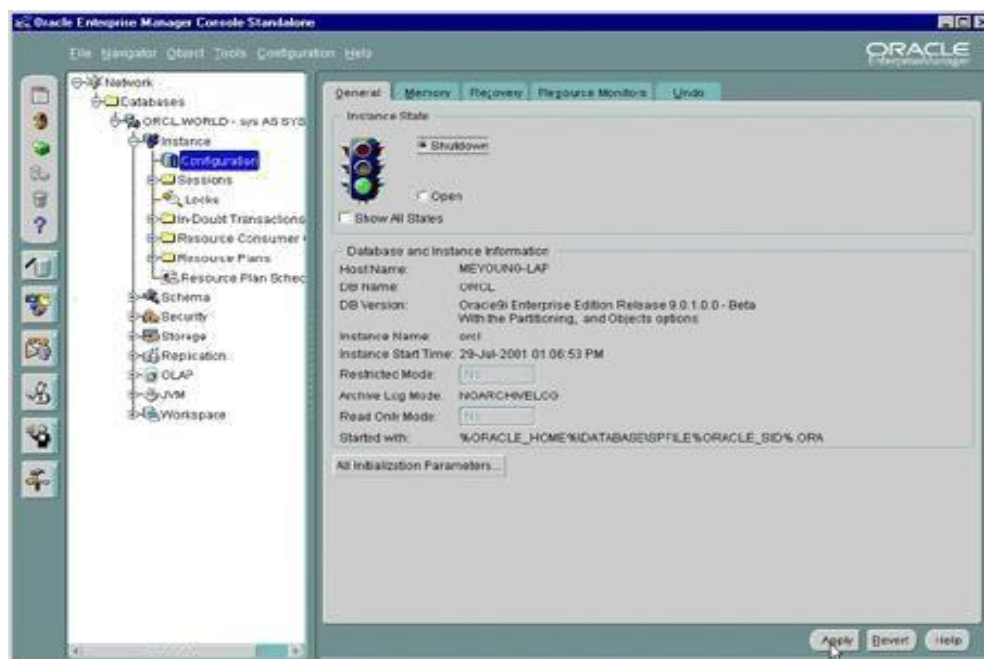 Oracle Enterprise Manager Console Standalone
File Navigator Object Tools Configuration Help
ORACLE
EnterpriseManager
Network
Databases
ORCL.WORLD - sys AS SYS
Instance
Configuration
Sessions
Locks
In-Doubt Transactions
Resource Consumer
Resource Plans
Resource Plan Sched
Schema
Security
Storage
Replication
OLAP
JVM
Workspace
General Memory Recovery Resource Monitors Undo
Instance State
Shutdown
Open
Show All States
Database and Instance Information
Host Name: MEYOUNG-LAP
DB Name: ORCL
DB Version: Oracle9i Enterprise Edition Release 9.0.1.0.0 - Beta
With the Partitioning, and Objects options
Instance Name: orcl
Instance Start Time: 29-Jul-2001 01:06:53 PM
Restricted Mode: NO
Archive Log Mode: NOARCHIVELOG
Read Only Mode: NO
Started with: %ORACLE_HOME%\DATABASE\SPFILE%ORACLE_SID%.ORA
All Initialization Parameters...
Apply Revert Help